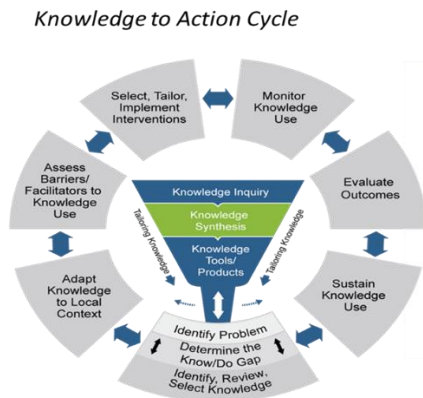 Knowledge to Action Cycle
Select, Tailor,
Implement
Interventions
Monitor
Knowledge
Use
Assess
Barriers/
Facilitators to
Knowledge
Use
Knowledge Inquiry
Knowledge
Synthesis
Knowledge
Tools/
Products
Tailoring Knowledge
Tailoring Knowledge
Evaluate
Outcomes
Adapt
Knowledge
to Local
Context
Sustain
Knowledge
Use
Identify Problem
Determine the
Know/Do Gap
Identify, Review,
Select Knowledge